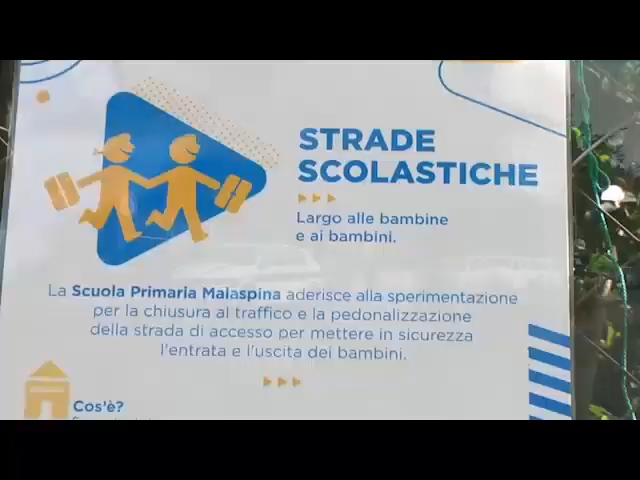 STRADE
SCOLASTICHE
Largo alle bambine
e ai bambini.
La Scuola Primaria Malaspina aderisce alla sperimentazione
per la chiusura al traffico e la pedonalizzazione
della strada di accesso per mettere in sicurezza
l'entrata e l'uscita dei bambini.
Cos'è?